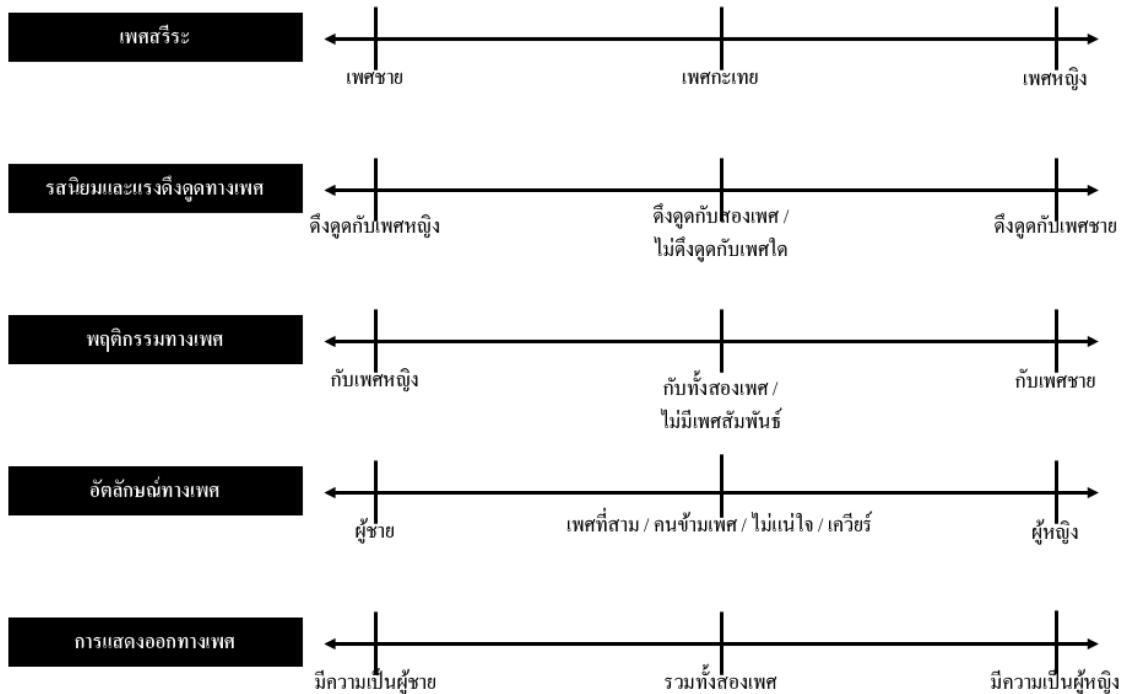 เพศสรีระ
เพศชาย เพศกะเทย เพศหญิง
รสนิยมและแรงดึงดูดทางเพศ
ดึงดูดกับเพศหญิง ดึงดูดกับสองเพศ / ดึงดูดกับเพศชาย
ไม่ดึงดูดกับเพศใด
พฤติกรรมทางเพศ
กับเพศหญิง กับทั้งสองเพศ / กับเพศชาย
ไม่มีเพศสัมพันธ์
อัตลักษณ์ทางเพศ
ผู้ชาย เพศที่สาม / คนข้ามเพศ / ไม่แน่ใจ / เควียร์ ผู้หญิง
การแสดงออกทางเพศ
มีความเป็นผู้ชาย รวมทั้งสองเพศ มีความเป็นผู้หญิง